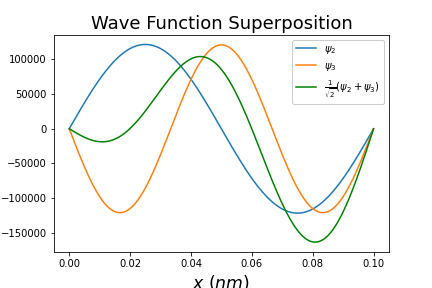 Wave Function Superposition
ψ₂
ψ₃
1/√2(ψ₂ + ψ₃)
100000
50000
0
−50000
−100000
−150000
0.00 0.02 0.04 0.06 0.08 0.10
x (nm)